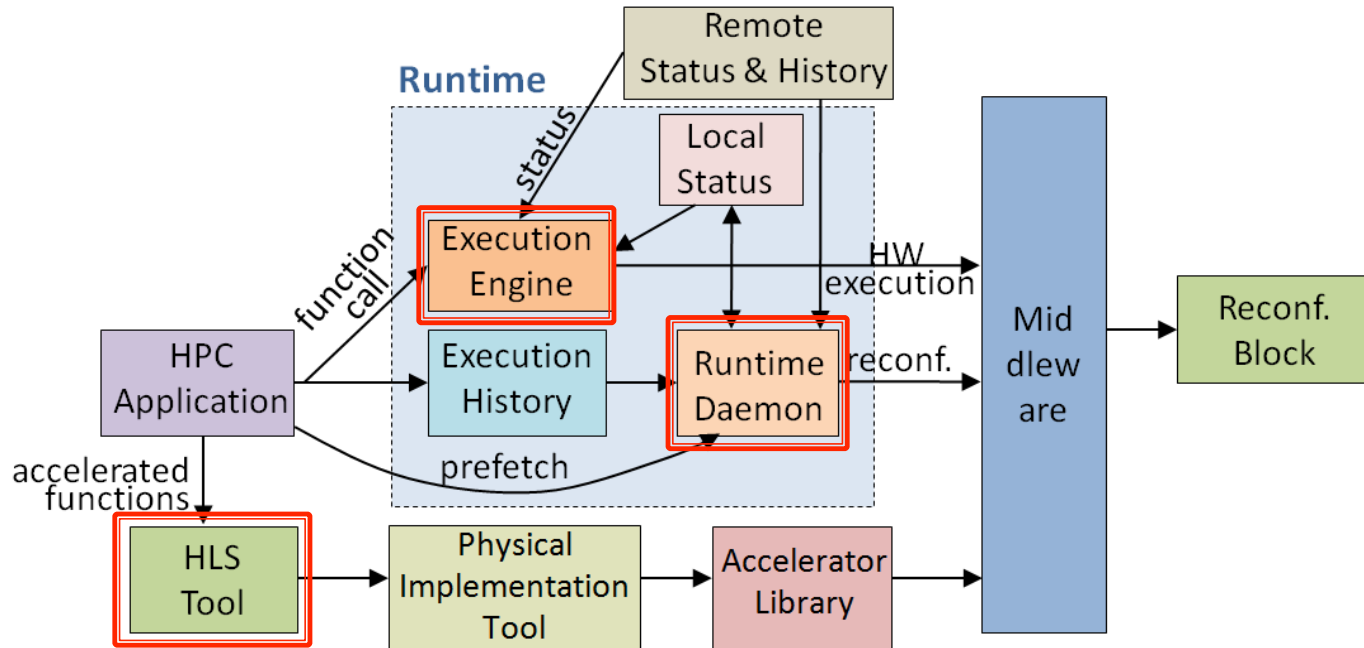 Remote
Status & History
Runtime
status
Local
Status
function
call
Execution
Engine
HW
execution
Mid
dlew
are
Reconf.
Block
HPC
Application
Execution
History
Runtime
Daemon
reconf.
prefetch
accelerated
functions
HLS
Tool
Physical
Implementation
Tool
Accelerator
Library